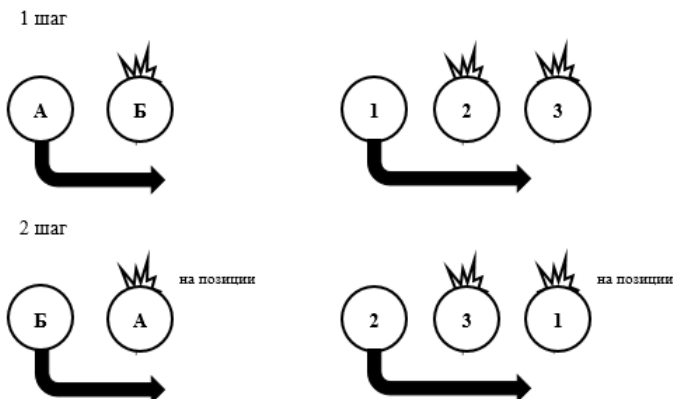 1 шаг
А Б 1 2 3
2 шаг
на позиции на позиции
Б А 2 3 1